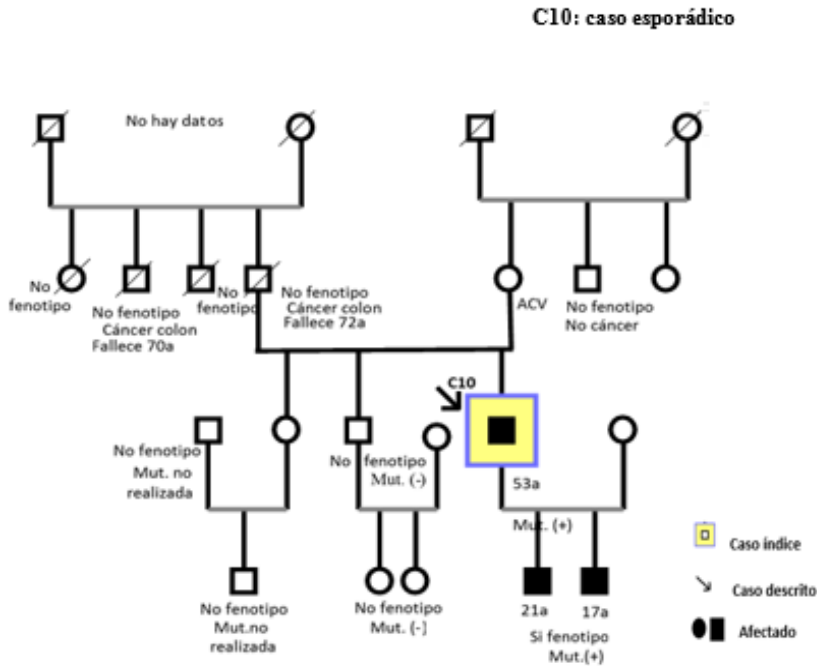 C10: caso esporádico
No hay datos
No
fenotipo
No fenotipo
Cáncer colon
Fallece 70a
No
fenotipo
No fenotipo
Cáncer colon
Fallece 72a
ACV
No fenotipo
No cáncer
C10
No fenotipo
Mut. no
realizada
No fenotipo
Mut. (-)
53a
Mut. (+)
No fenotipo
Mut.no
realizada
No fenotipo
Mut. (-)
21a
17a
Si fenotipo
Mut.(+)
Caso índice
Caso descrito
Afectado